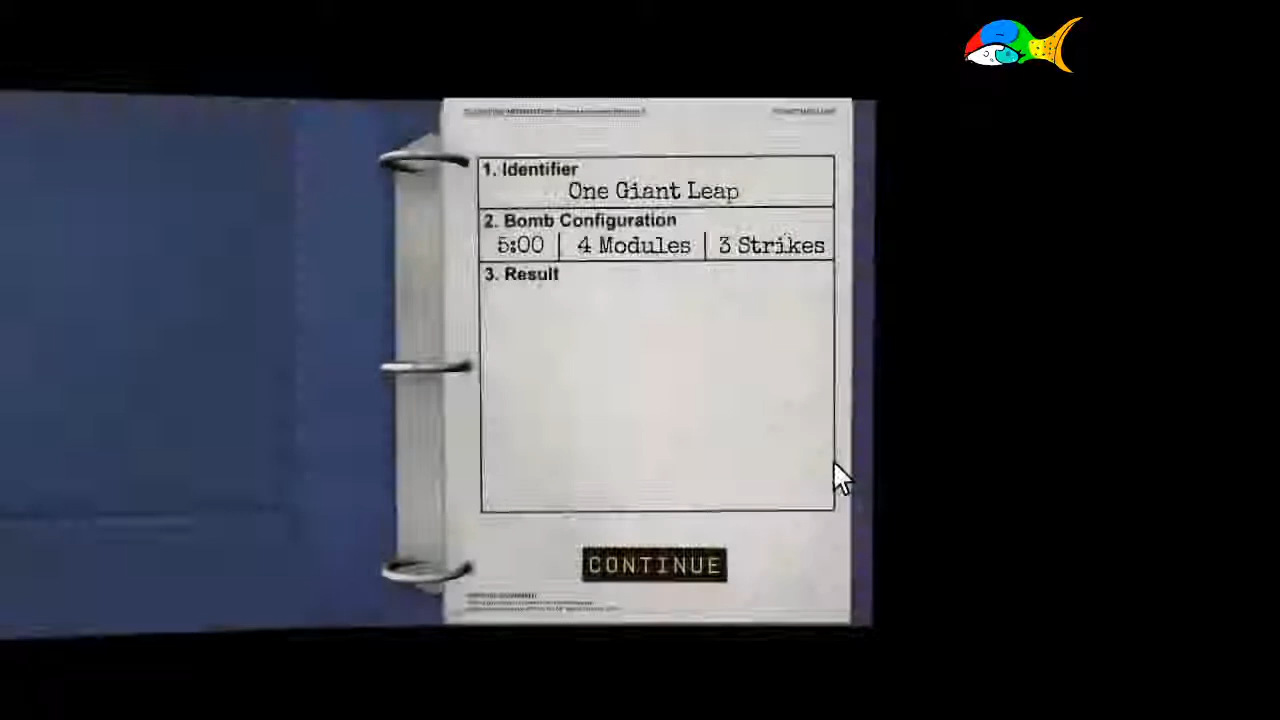 1. Identifier
One Giant Leap
2. Bomb Configuration
5:00 4 Modules 3 Strikes
3. Result
CONTINUE